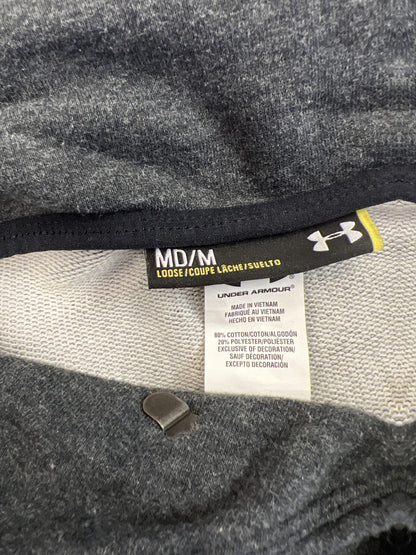 MD/M
LOOSE/COUPE LÂCHE/SUELTO
UNDER ARMOUR
MADE IN VIETNAM
FABRIQUÉ AU VIETNAM
HECHO EN VIETNAM
80% COTTON/COTON/ALGODÓN
20% POLYESTER/POLIÉSTER
EXCLUSIVE OF DECORATION/
SAUF DECORATION/
EXCEPTO DECORACIÓN